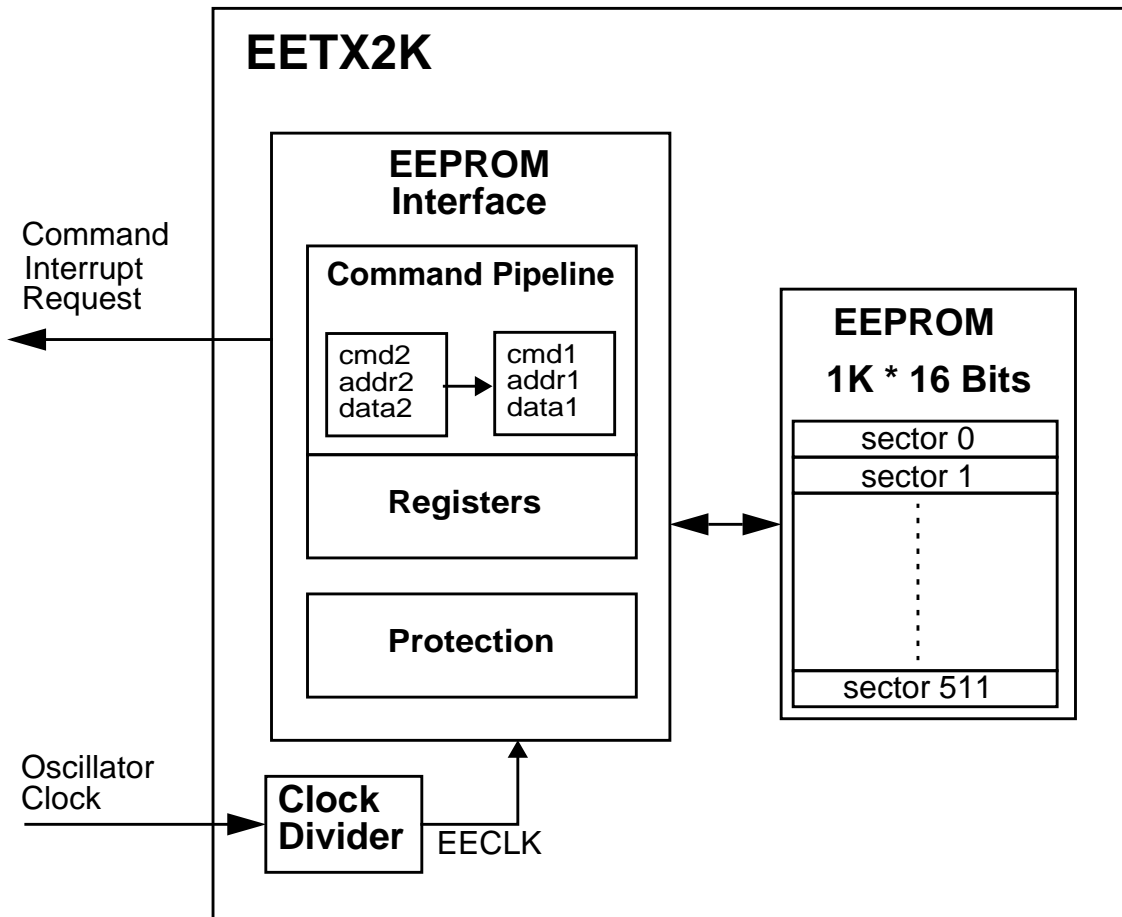 EETX2K
EEPROM
Interface
Command
Interrupt
Request
Command Pipeline
cmd2
addr2
data2
cmd1
addr1
data1
Registers
Protection
EEPROM
1K * 16 Bits
sector 0
sector 1
sector 511
Oscillator
Clock
Clock
Divider
EECLK